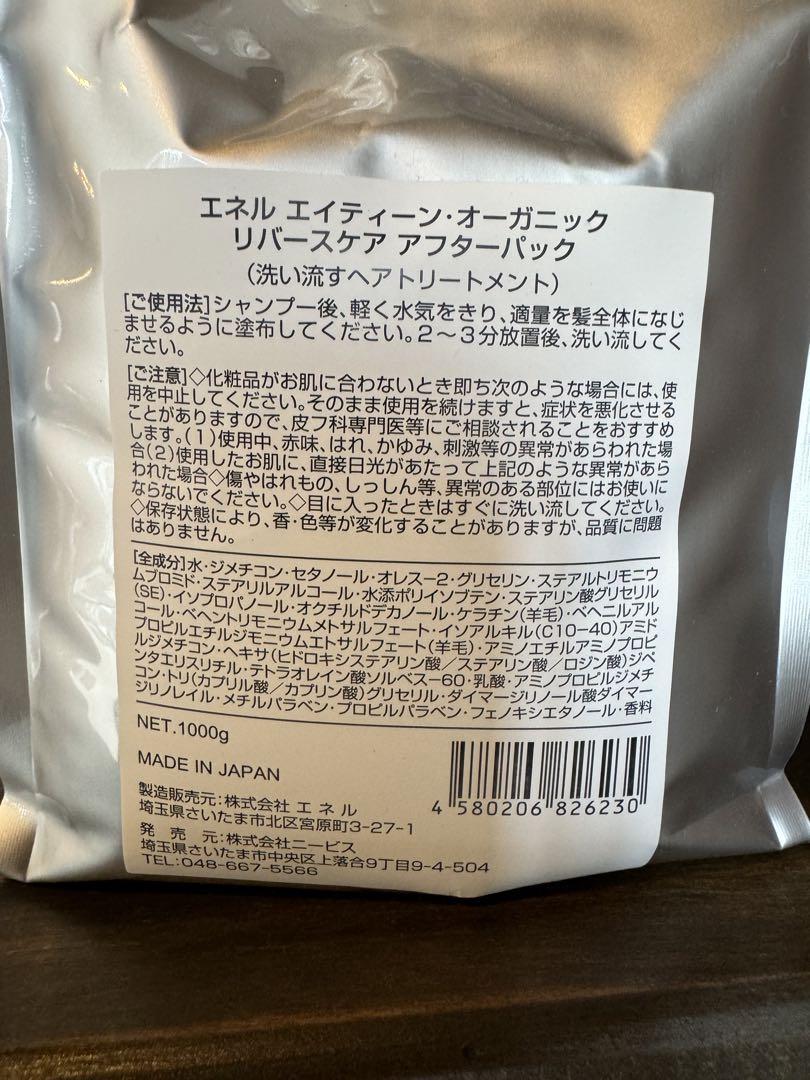 エネル エイティーン・オーガニック
リバースケア アフターパック
(洗い流すヘアトリートメント)
[ご使用法]シャンプー後、軽く水気をきり、適量を髪全体になじ
ませるように塗布してください。2〜3分放置後、洗い流してく
ださい。
[ご注意]◇化粧品がお肌に合わないとき即ち次のような場合には、使
用を中止してください。そのまま使用を続けますと、症状を悪化させる
ことがありますので、皮フ科専門医等にご相談されることをおすすめ
します。(1)使用中、赤味、はれ、かゆみ、刺激等の異常があらわれた場
合(2)使用したお肌に、直接日光があたって上記のような異常があら
われた場合◇傷やはれもの、しっしん等、異常のある部位にはお使いに
ならないでください。◇目に入ったときはすぐに洗い流してください。
◇保存状態により、香・色等が変化することがありますが、品質に問題
はありません。
[全成分]水・ジメチコン・セタノール・オレス-2・グリセリン・ステアルトリモニウ
ムブロミド・ステアリルアルコール・水添ポリイソブテン・ステアリン酸グリセリル
(SE)・イソプロパノール・オクチルドデカノール・ケラチン(羊毛)・ベヘニルアル
コール・ベヘントリモニウムメトサルフェート・イソアルキル(C10-40)アミド
プロピルエチルジモニウムエトサルフェート(羊毛)・アミノエチルアミノプロピ
ルジメチコン・ヘキサ(ヒドロキシステアリン酸/ステアリン酸/ロジン酸)ジペ
ンタエリスリチル・テトラオレイン酸ソルベス-60・乳酸・アミノプロピルジメチ
コン・トリ(カプリル酸/カプリン酸)グリセリル・ダイマージリノール酸ダイマー
ジリノレイル・メチルパラベン・プロピルパラベン・フェノキシエタノール・香料
NET.1000g
MADE IN JAPAN
製造販売元:株式会社 エネル
埼玉県さいたま市北区宮原町3-27-1
発 売 元:株式会社ニービス
埼玉県さいたま市中央区上落合9丁目9-4-504
TEL:048-667-5566
4 580206 826230